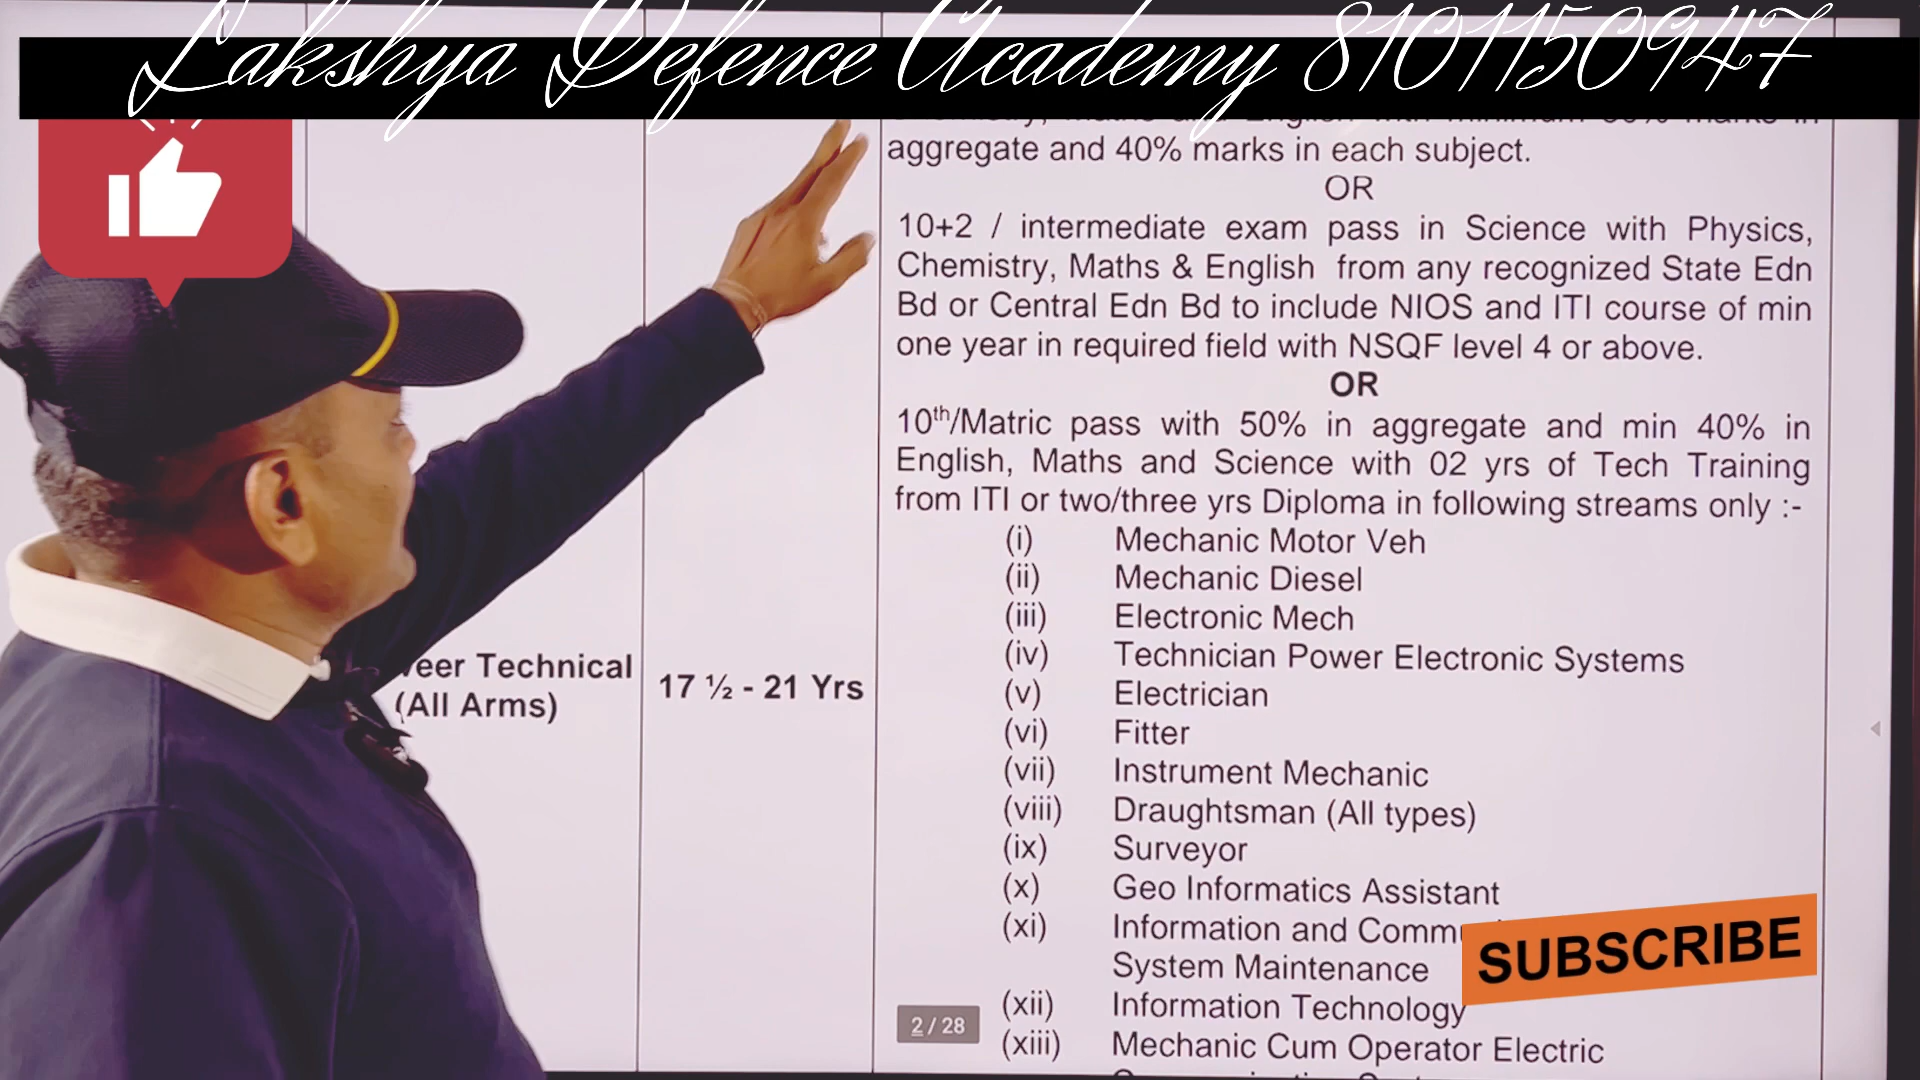 Lakshya Defence Academy 8101150947
aggregate and 40% marks in each subject.
OR
10+2 / intermediate exam pass in Science with Physics,
Chemistry, Maths & English from any recognized State Edn
Bd or Central Edn Bd to include NIOS and ITI course of min
one year in required field with NSQF level 4 or above.
OR
10th/Matric pass with 50% in aggregate and min 40% in
English, Maths and Science with 02 yrs of Tech Training
from ITI or two/three yrs Diploma in following streams only :-
(i) Mechanic Motor Veh
(ii) Mechanic Diesel
(iii) Electronic Mech
(iv) Technician Power Electronic Systems
(v) Electrician
(vi) Fitter
(vii) Instrument Mechanic
(viii) Draughtsman (All types)
(ix) Surveyor
(x) Geo Informatics Assistant
(xi) Information and
System Maintenance
(xii) Information Technology
(xiii) Mechanic Cum Operator Electric
Technical
(All Arms)
17 ½ - 21 Yrs
SUBSCRIBE
2 / 28